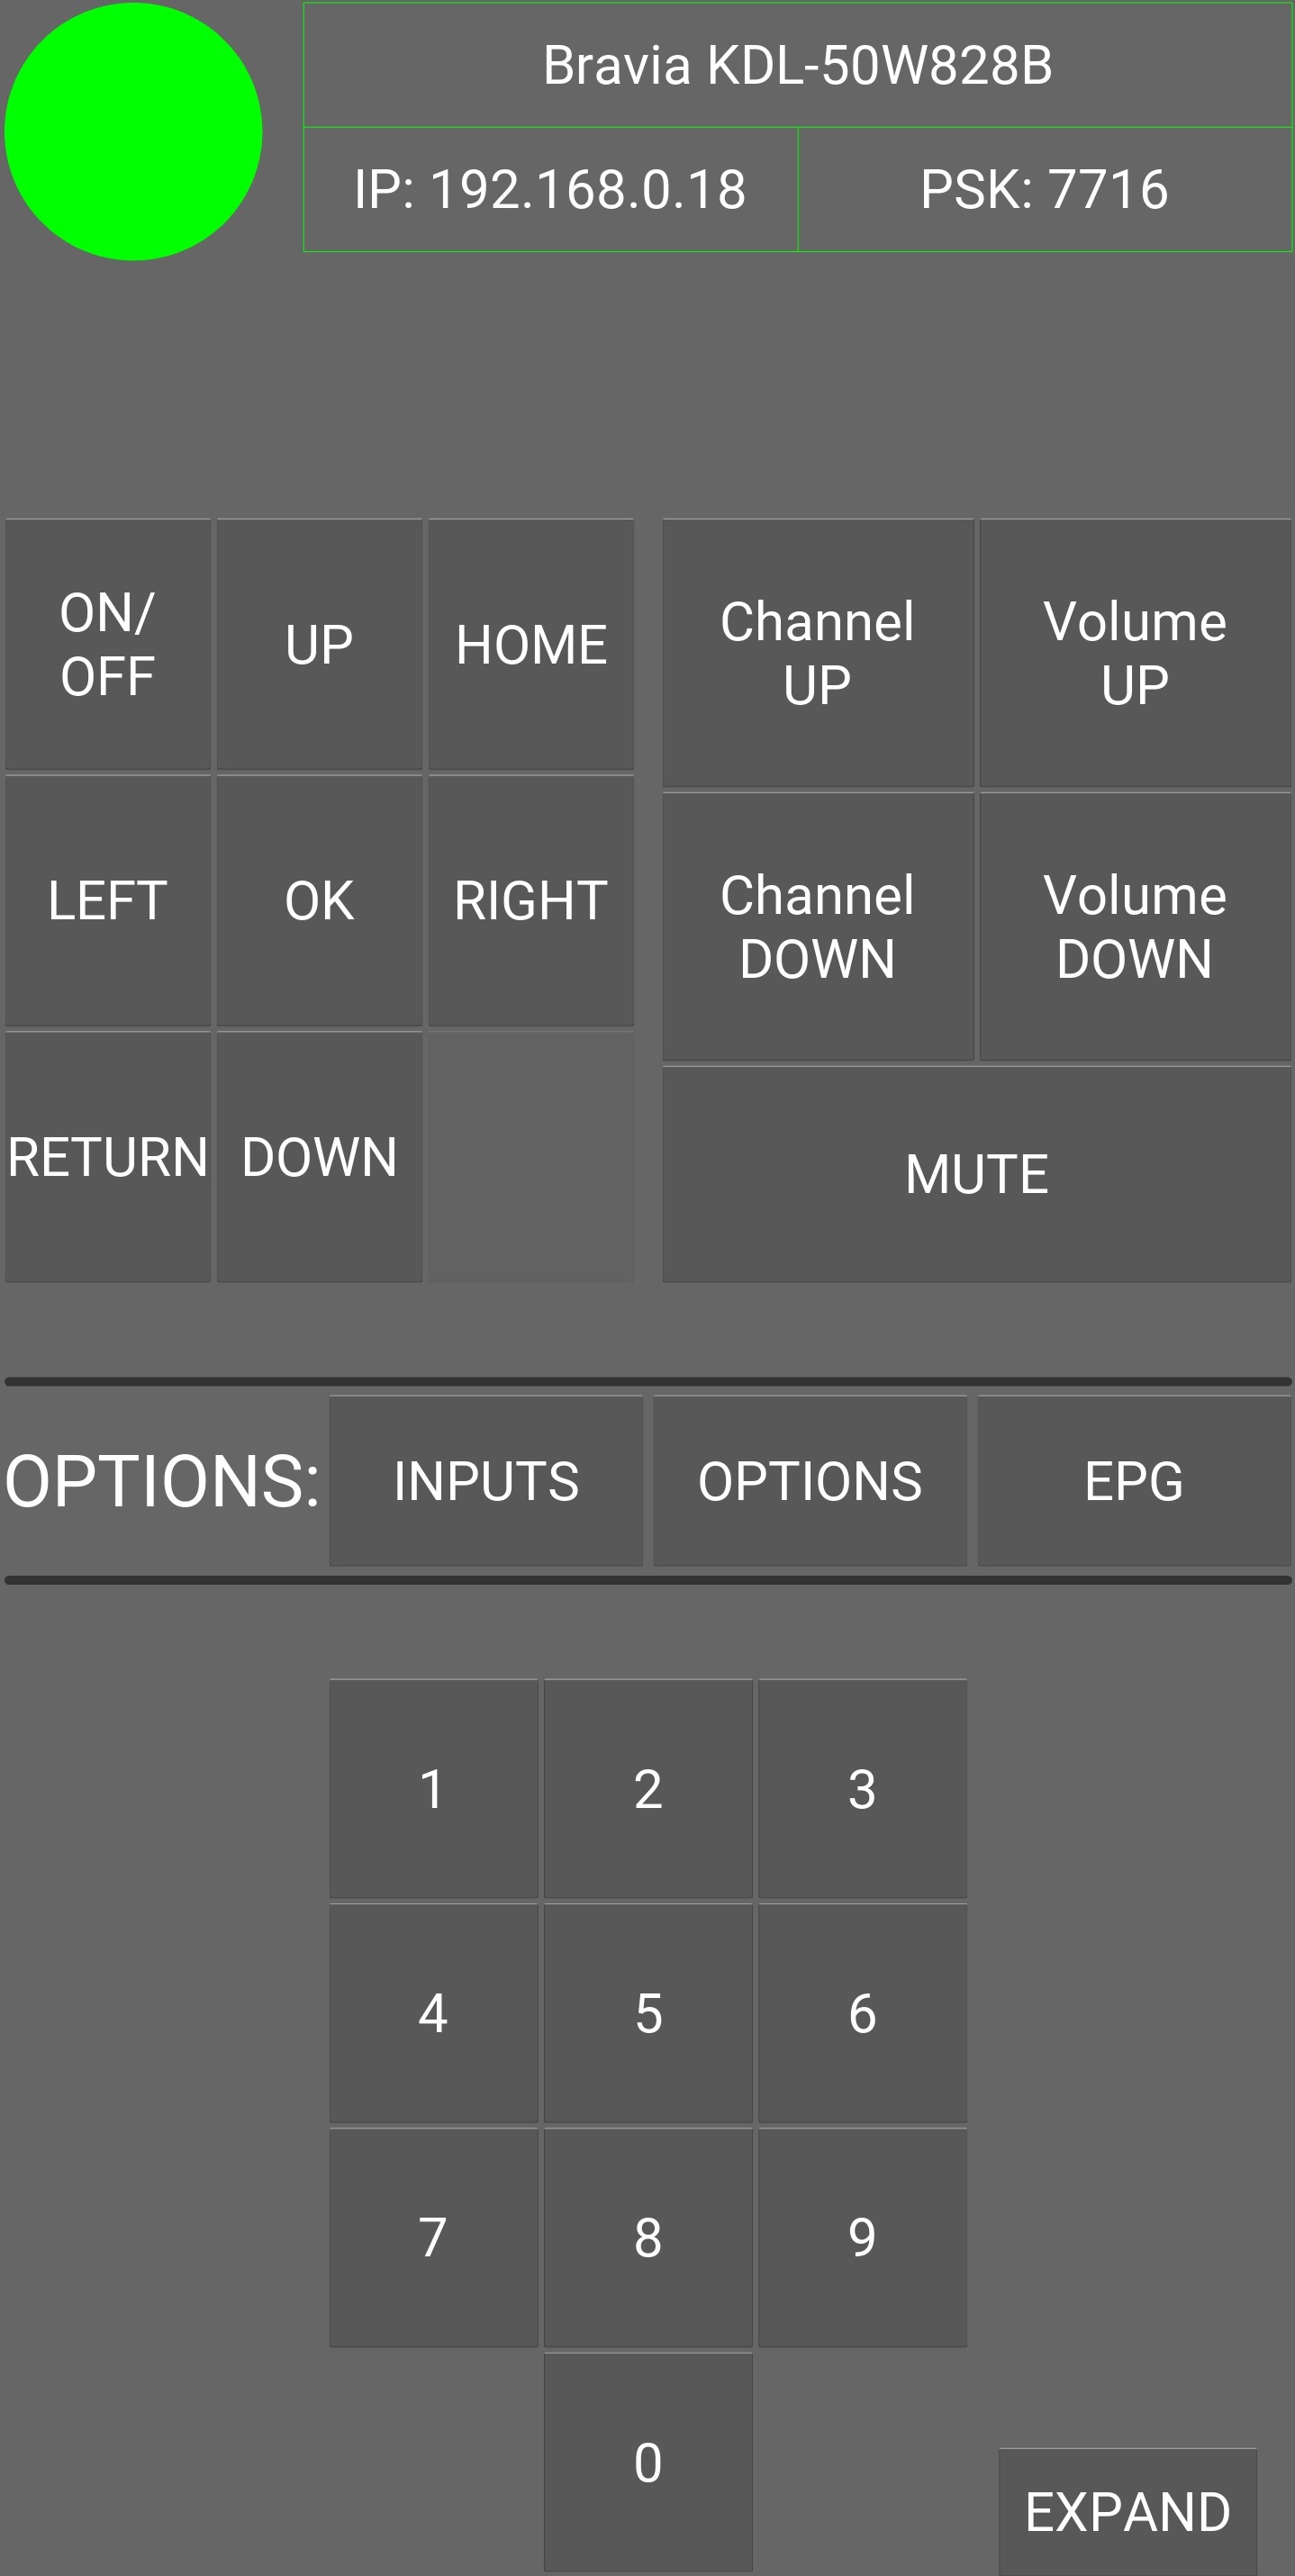 Bravia KDL-50W828B
IP: 192.168.0.18
PSK: 7716
ON/
OFF
UP
HOME
LEFT
OK
RIGHT
RETURN
DOWN
Channel
UP
Volume
UP
Channel
DOWN
Volume
DOWN
MUTE
OPTIONS:
INPUTS
OPTIONS
EPG
1
2
3
4
5
6
7
8
9
0
EXPAND